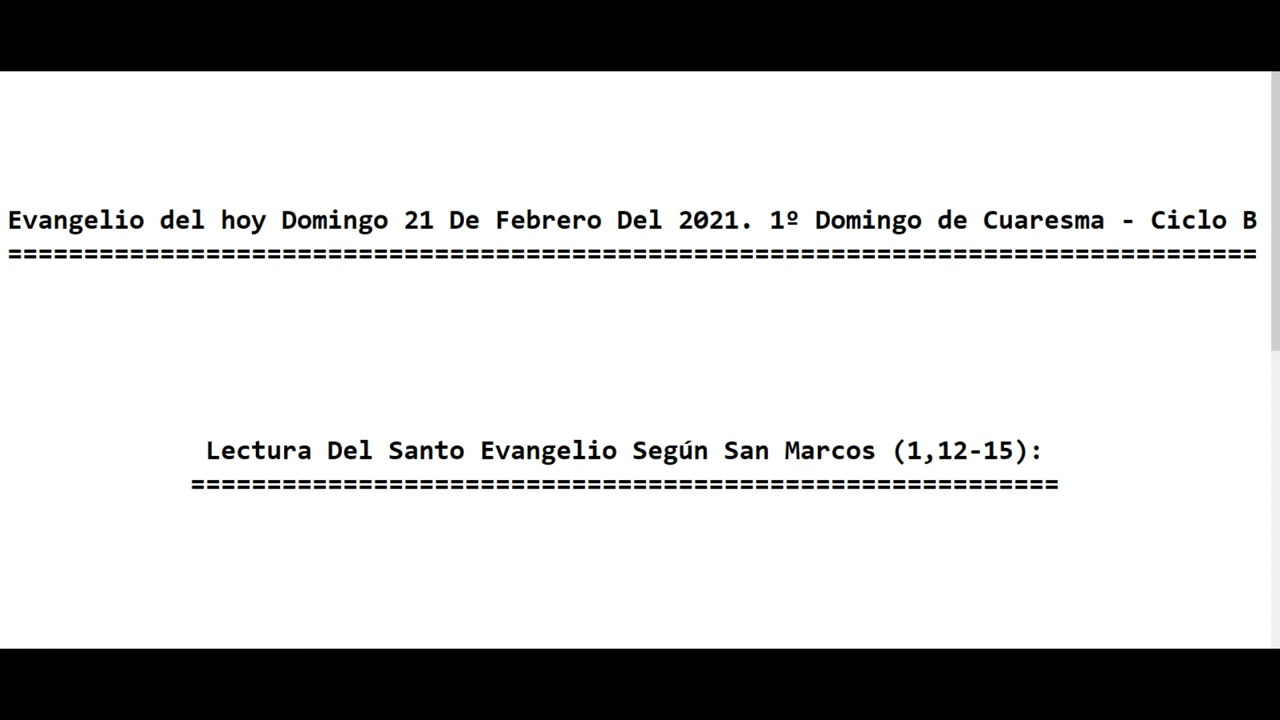 Evangelio del hoy Domingo 21 De Febrero Del 2021. 1º Domingo de Cuaresma - Ciclo B
==================================================================================
Lectura Del Santo Evangelio Según San Marcos (1,12-15):
=========================================================